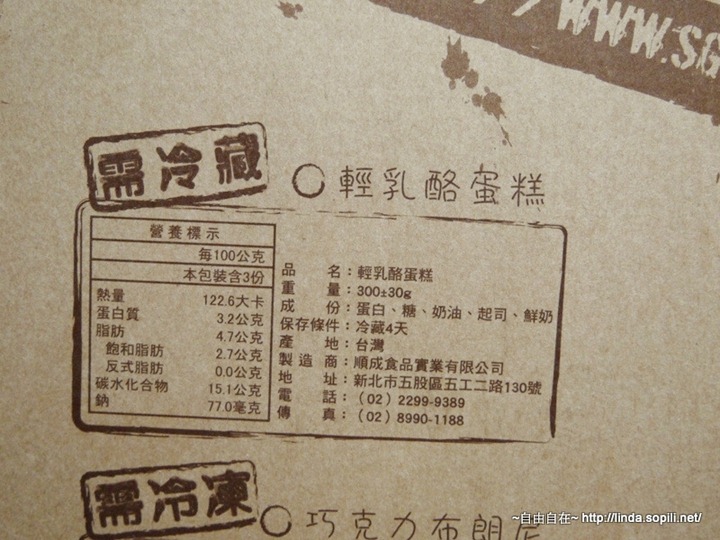 WWW.SG
需冷藏
○輕乳酪蛋糕
營養標示
每100公克
本包裝含3份
熱量 122.6大卡
蛋白質 3.2公克
脂肪 4.7公克
飽和脂肪 2.7公克
反式脂肪 0.0公克
碳水化合物 15.1公克
鈉 77.0毫克
品名：輕乳酪蛋糕
重量：300±30g
成份：蛋白、糖、奶油、起司、鮮奶
保存條件：冷藏4天
產地：台灣
製造商：順成食品實業有限公司
地址：新北市五股區五工二路130號
電話：（02）2299-9389
傳真：（02）8990-1188
需冷凍
○巧克力布朗尼
~自由自在~ http://linda.sopili.net/